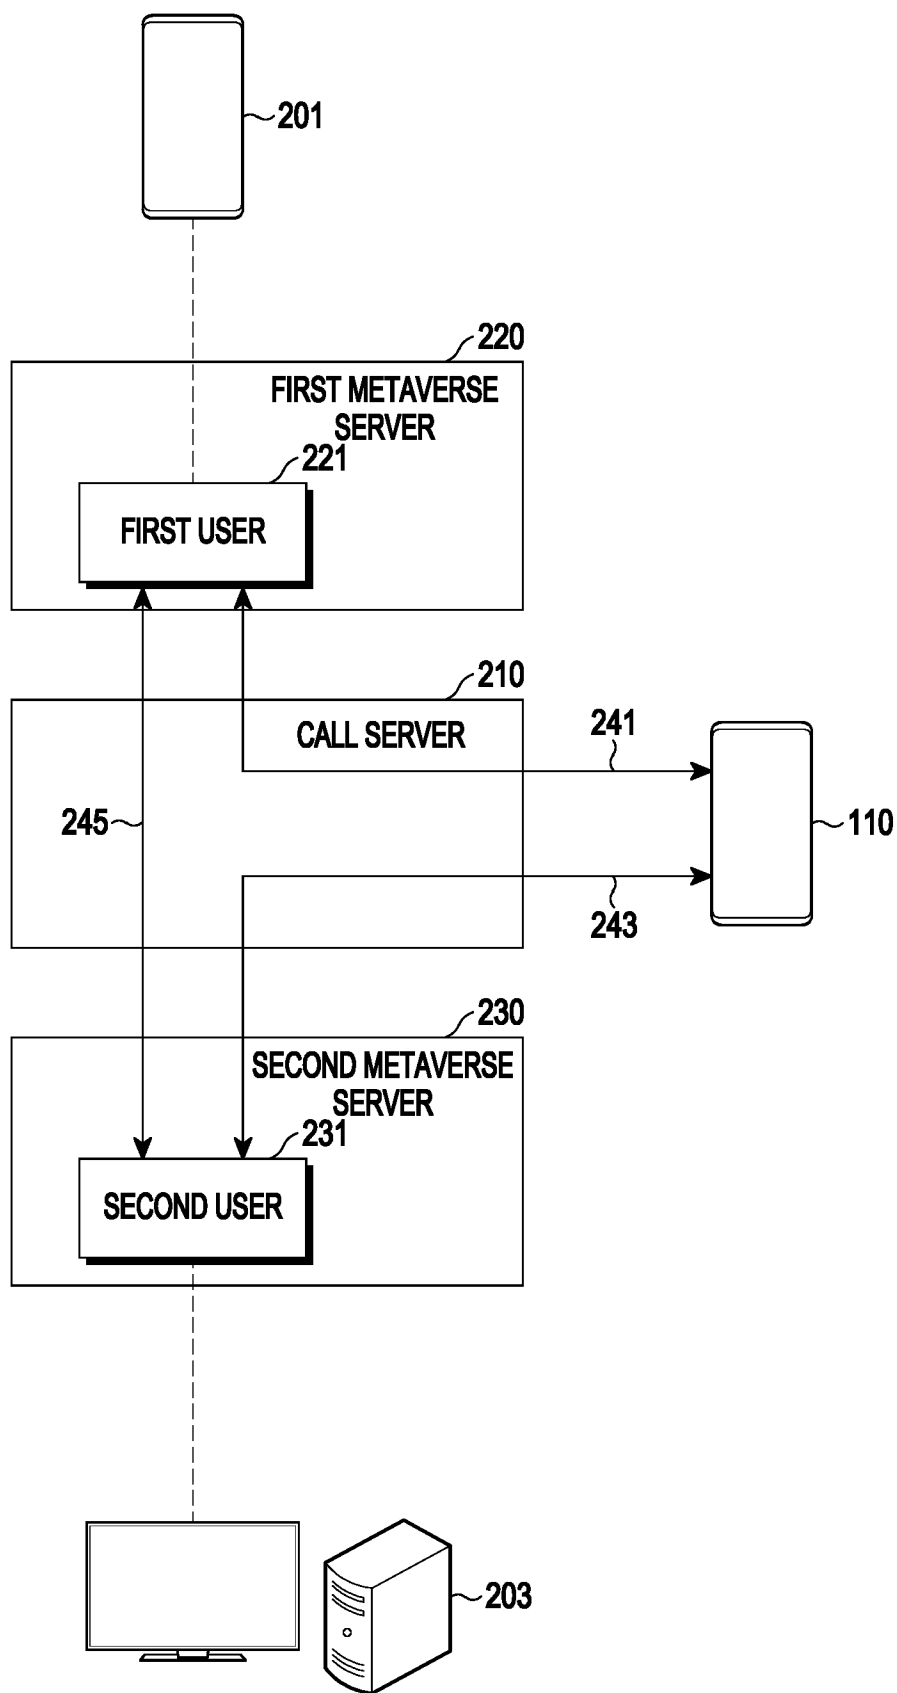 201
220
FIRST METAVERSE
SERVER
221
FIRST USER
210
CALL SERVER
241
245
110
243
230
SECOND METAVERSE
SERVER
231
SECOND USER
203